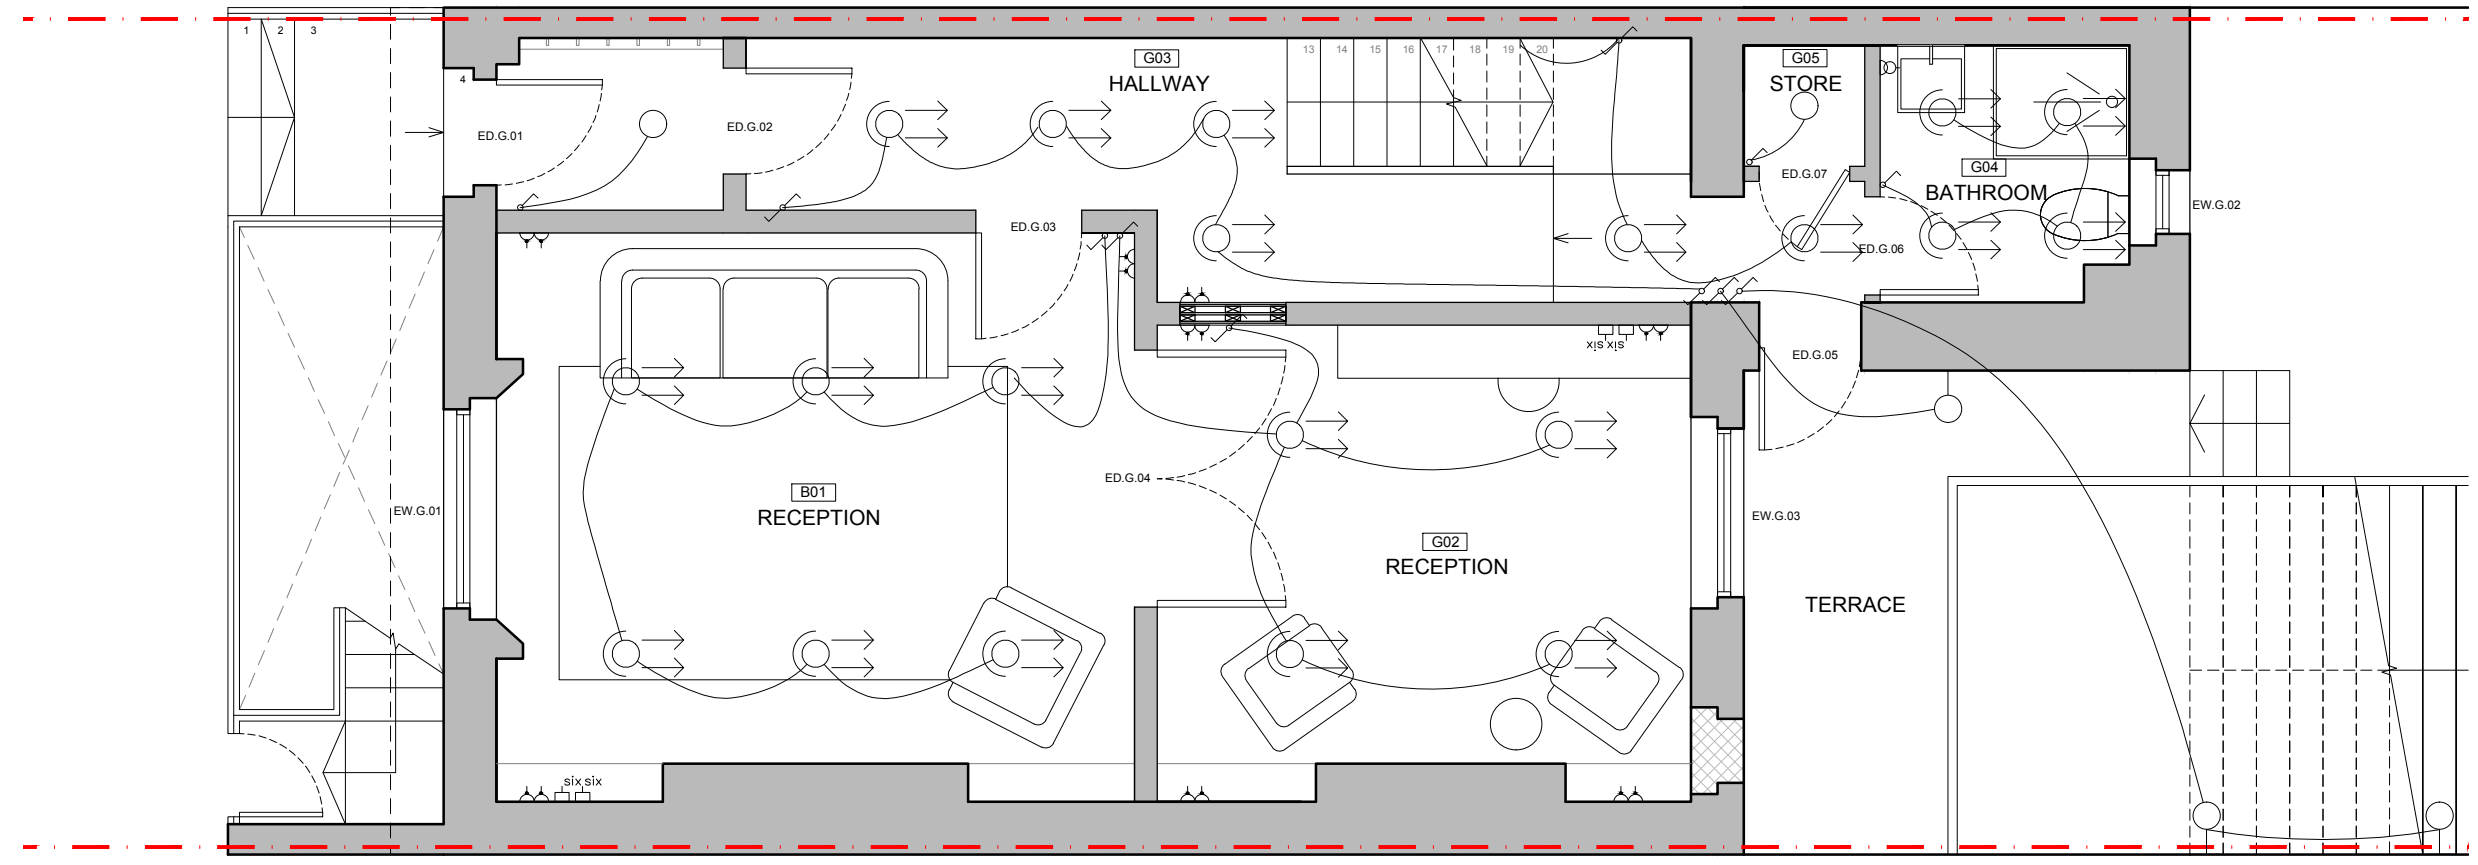 1 2 3
4
13 14 15 16 17 18 19 20
G03
HALLWAY
G05
STORE
ED.G.01
ED.G.02
ED.G.07
G04
BATHROOM
EW.G.02
ED.G.03
ED.G.06
six six
ED.G.05
ED.G.04
B01
RECEPTION
EW.G.01
EW.G.03
G02
RECEPTION
TERRACE
six six